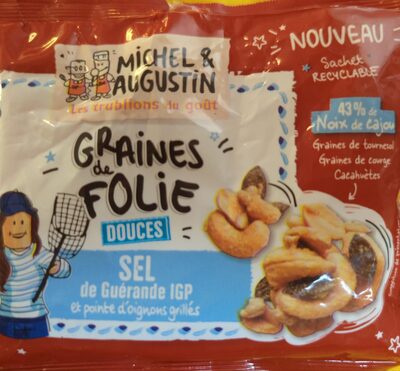 MICHEL &
AUGUSTIN
Les trublions du goût
NOUVEAU
Sachet
RECYCLABLE
43% de
Noix de Cajou
Graines de tournesol
Graines de courge
Cacahuètes
GRAINES
de
FOLIE
DOUCES
SEL
de Guérande IGP
et pointe d'oignons grillés